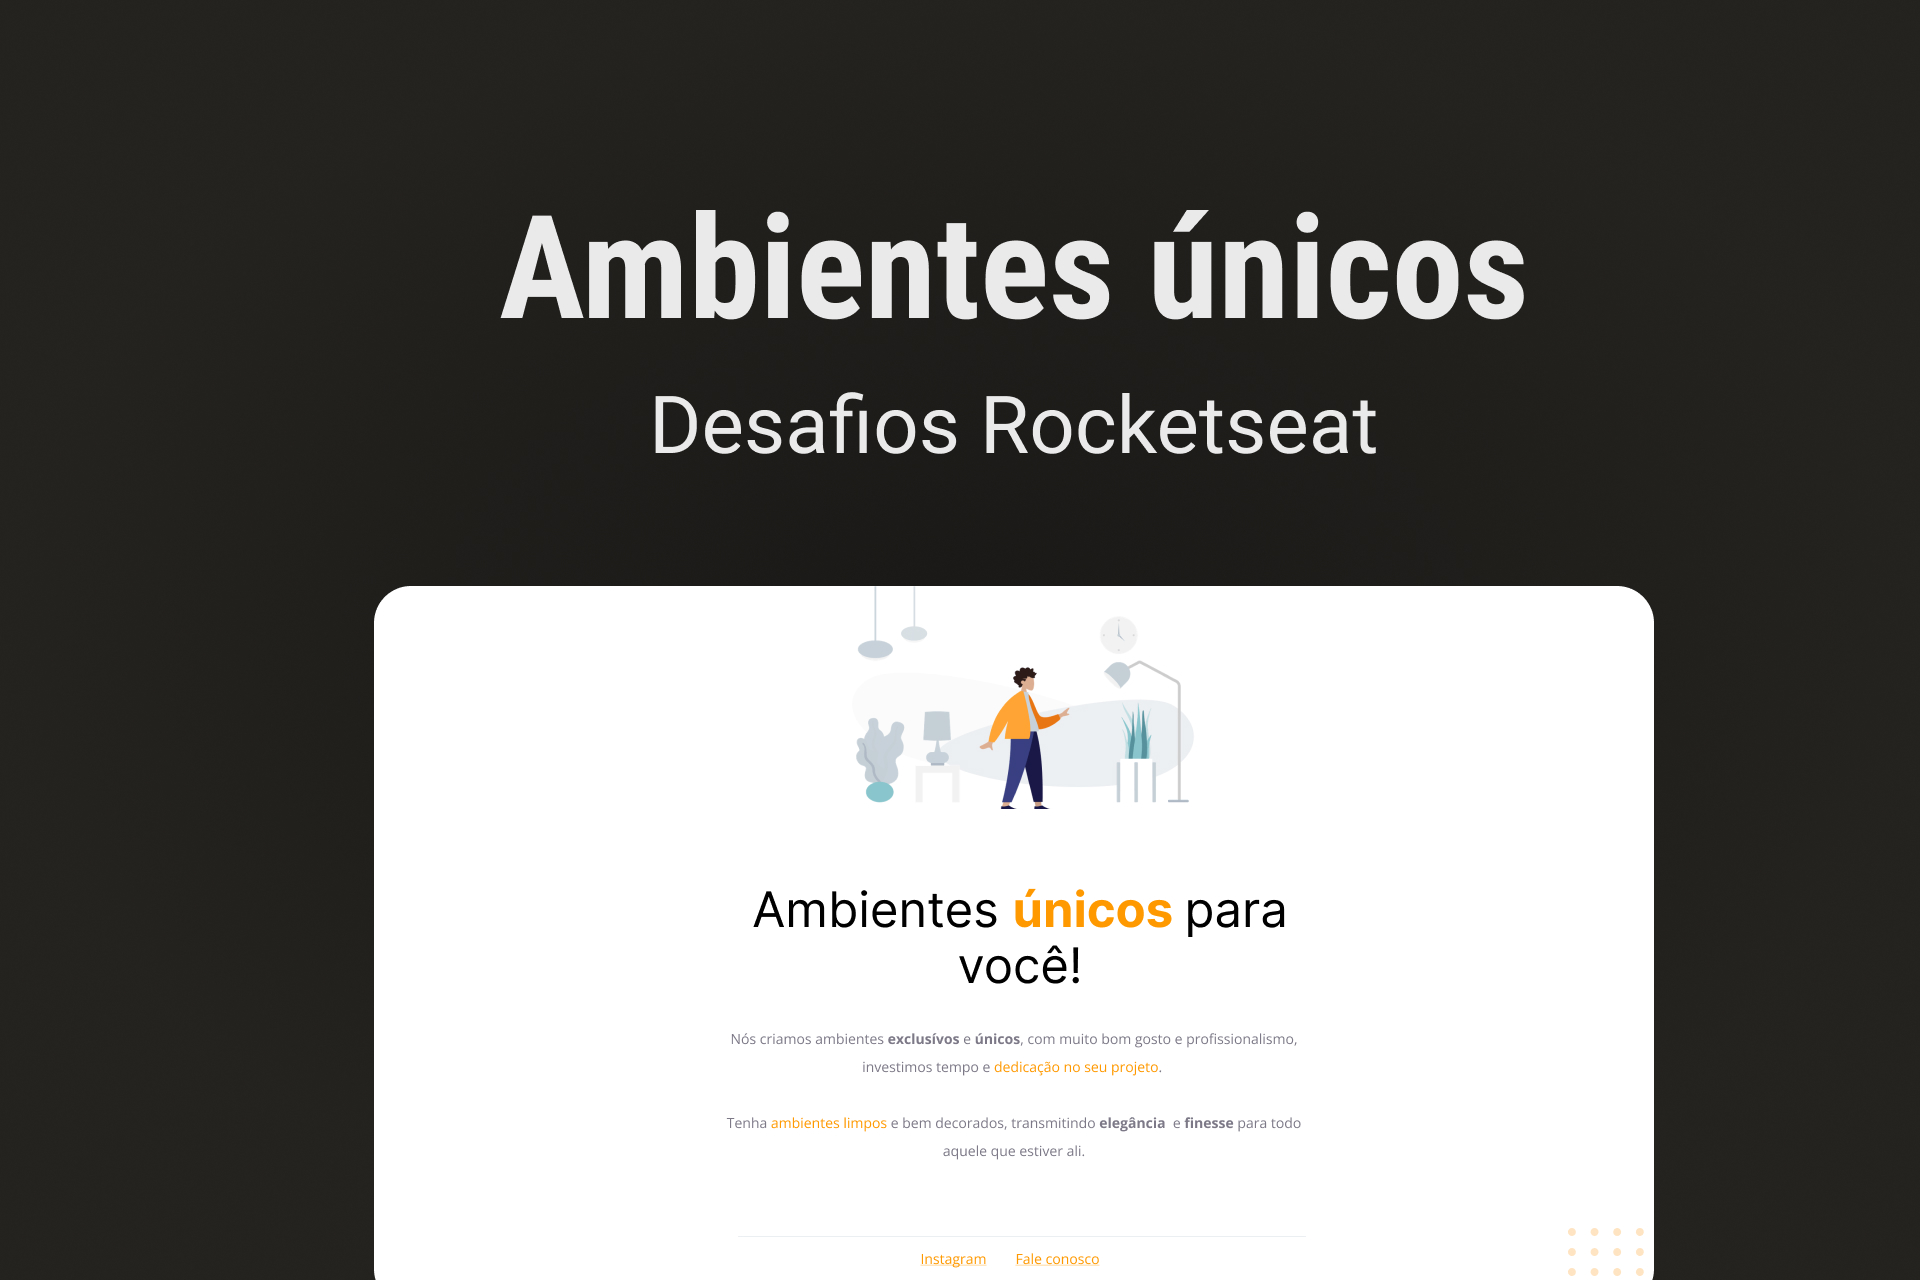 Ambientes únicos
Desafios Rocketseat
Ambientes únicos para
você!
Nós criamos ambientes exclusívos e únicos, com muito bom gosto e profissionalismo,
investimos tempo e dedicação no seu projeto.
Tenha ambientes limpos e bem decorados, transmitindo elegância e finesse para todo
aquele que estiver ali.
Instagram Fale conosco